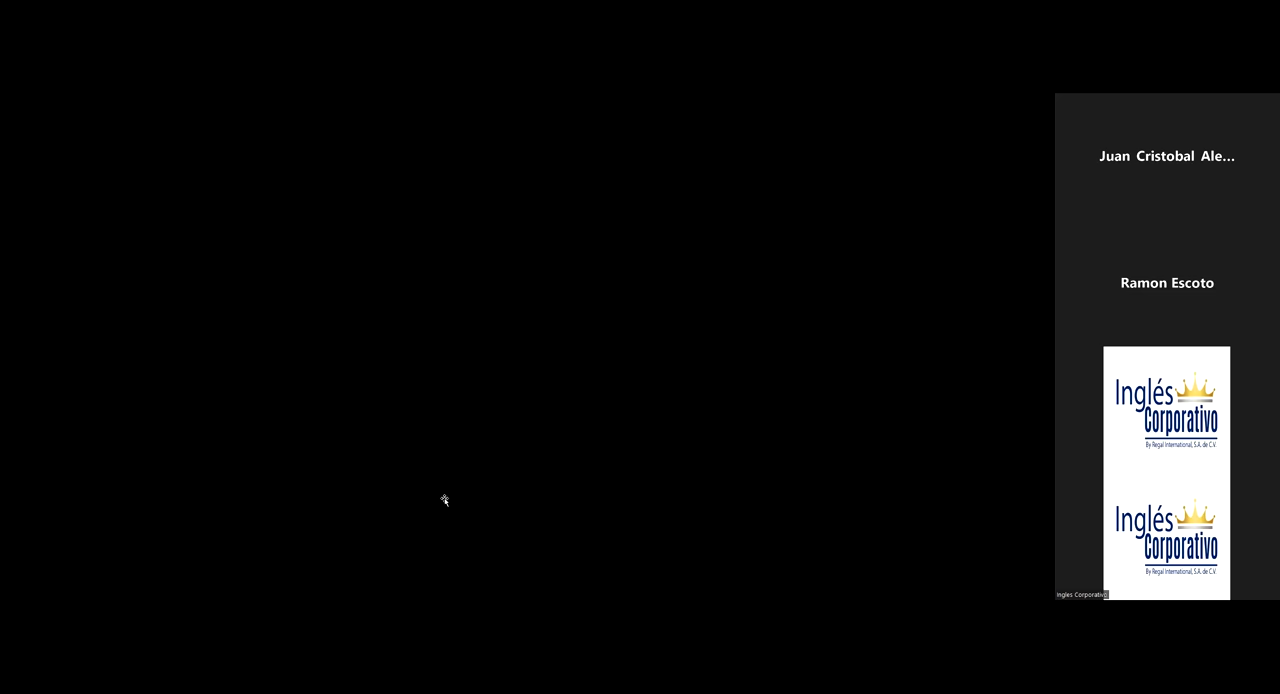 Juan Cristobal Ale...
Ramon Escoto
Inglés
Corporativo
By Regal International, S.A. de C.V.
Inglés
Corporativo
By Regal International, S.A. de C.V.
Ingles Corporativo